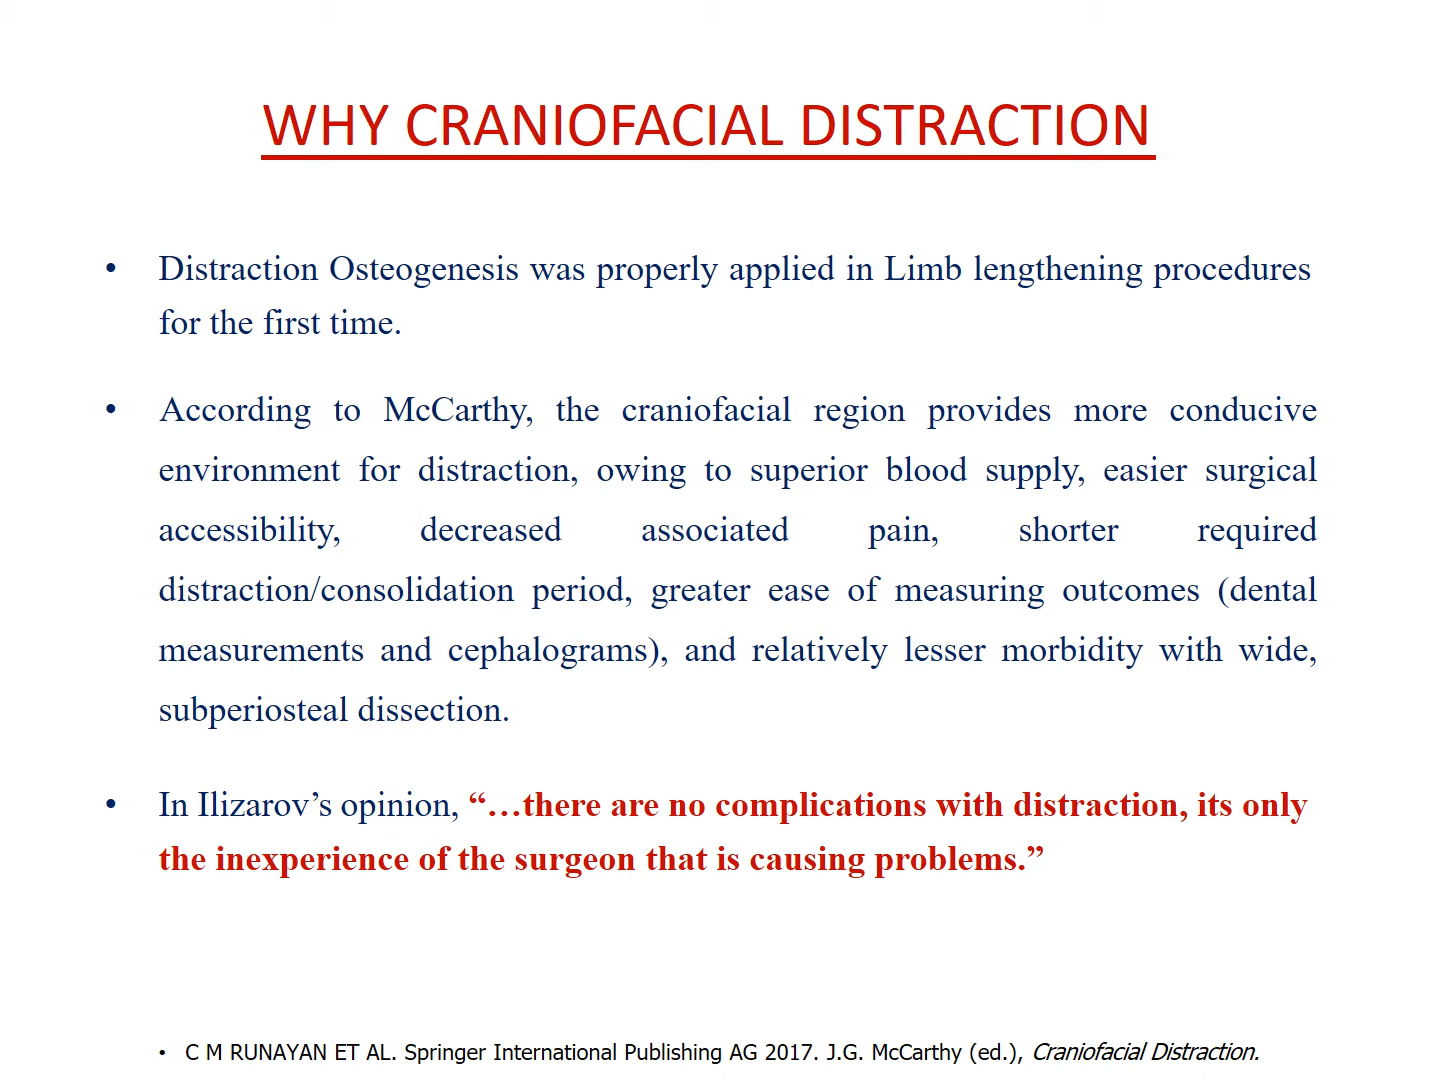 WHY CRANIOFACIAL DISTRACTION
• Distraction Osteogenesis was properly applied in Limb lengthening procedures
for the first time.
• According to McCarthy, the craniofacial region provides more conducive
environment for distraction, owing to superior blood supply, easier surgical
accessibility, decreased associated pain, shorter required
distraction/consolidation period, greater ease of measuring outcomes (dental
measurements and cephalograms), and relatively lesser morbidity with wide,
subperiosteal dissection.
• In Ilizarov’s opinion, “…there are no complications with distraction, its only
the inexperience of the surgeon that is causing problems.”
• C M RUNAYAN ET AL. Springer International Publishing AG 2017. J.G. McCarthy (ed.), Craniofacial Distraction.